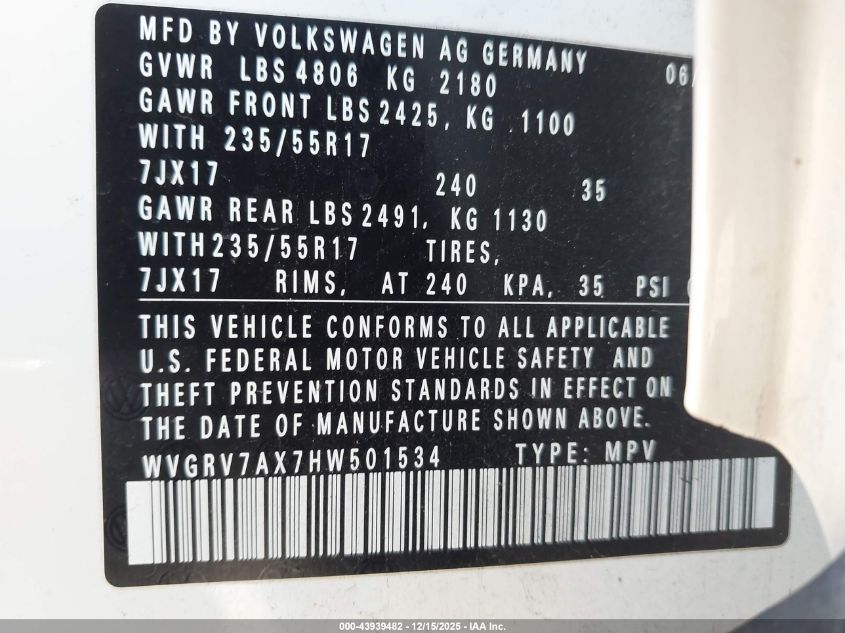 MFD BY VOLKSWAGEN AG GERMANY 06/
GVWR LBS 4806 KG 2180
GAWR FRONT LBS 2425, KG 1100
WITH 235/55R17
7JX17 240 35
GAWR REAR LBS 2491, KG 1130
WITH 235/55R17 TIRES,
7JX17 RIMS, AT 240 KPA, 35 PSI
THIS VEHICLE CONFORMS TO ALL APPLICABLE
U.S. FEDERAL MOTOR VEHICLE SAFETY AND
THEFT PREVENTION STANDARDS IN EFFECT ON
THE DATE OF MANUFACTURE SHOWN ABOVE.
WVGRV7AX7HW501534 TYPE: MPV
000-43939482 - 12/15/2025 - IAA Inc.